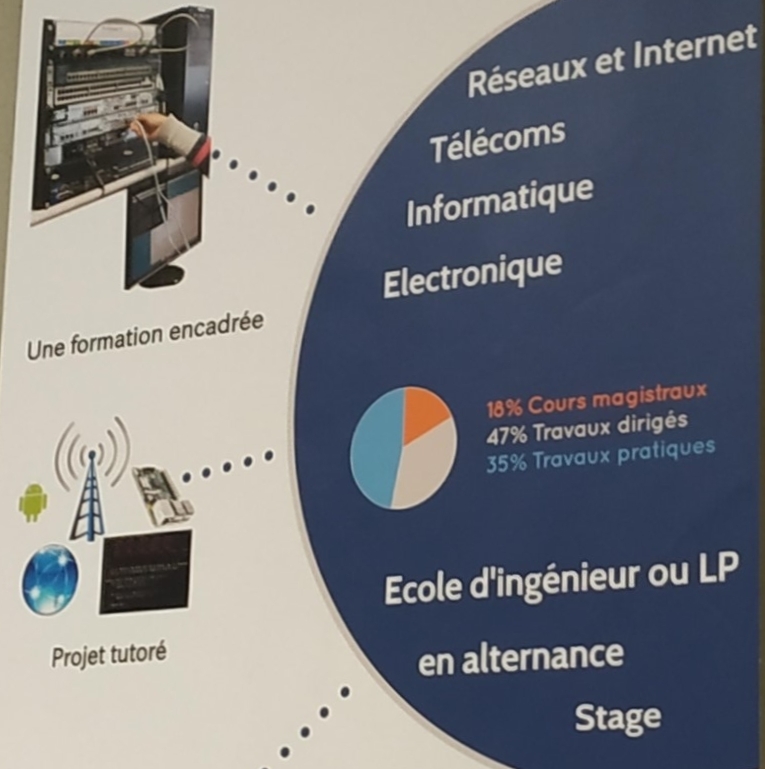 Réseaux et Internet
Télécoms
Informatique
Electronique
Une formation encadrée
18% Cours magistraux
47% Travaux dirigés
35% Travaux pratiques
Projet tutoré
Ecole d'ingénieur ou LP
en alternance
Stage